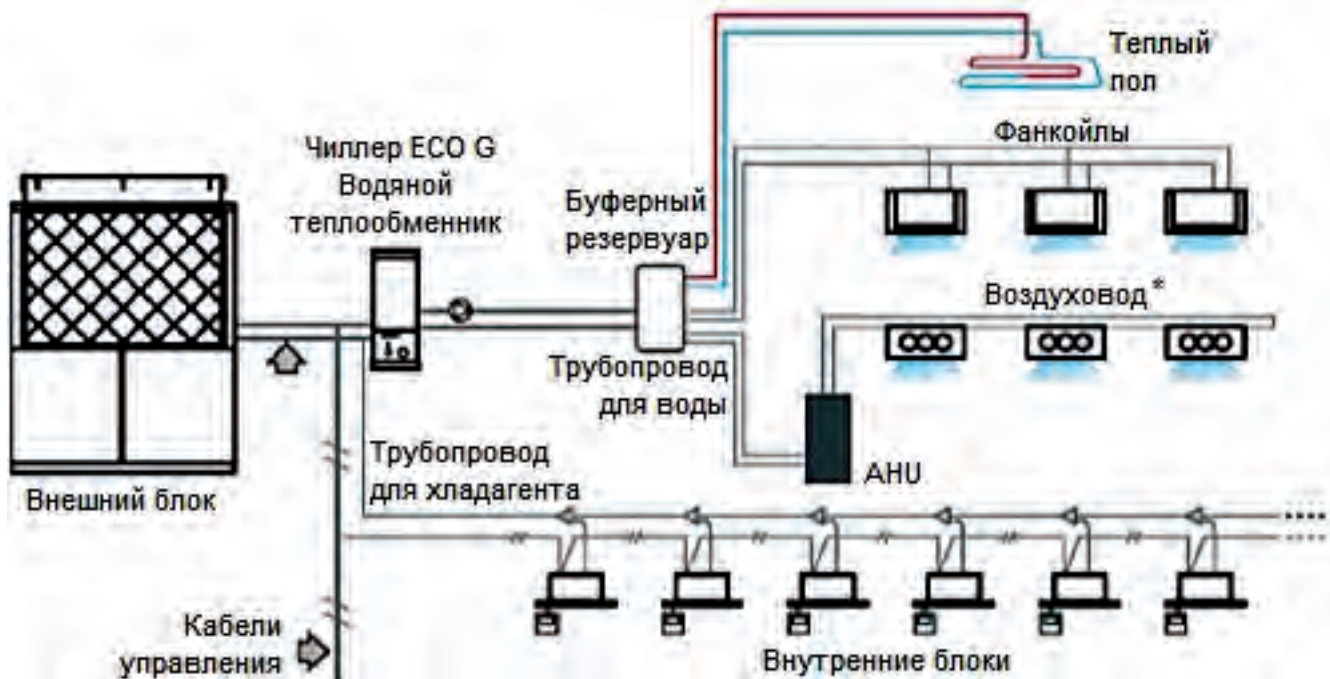 Теплый
пол
Фанкойлы
Чиллер ECO G
Водяной
теплообменник
Буферный
резервуар
Воздуховод *
Трубопровод
для воды
AHU
Трубопровод
для хладагента
Внешний блок
Кабели
управления
Внутренние блоки